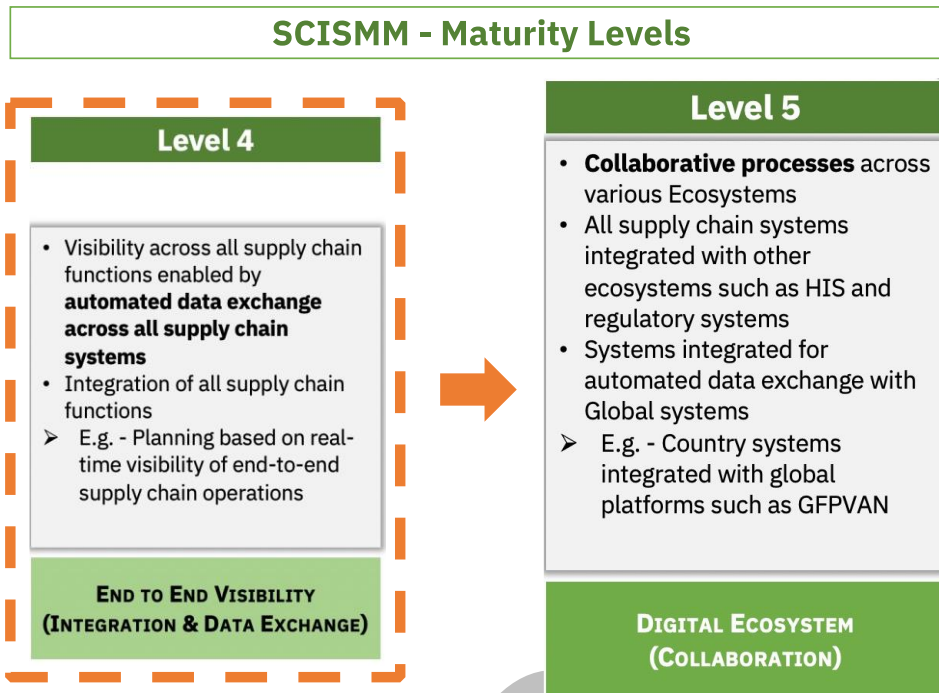 SCISMM - Maturity Levels
Level 4
• Visibility across all supply chain
functions enabled by
automated data exchange
across all supply chain
systems
• Integration of all supply chain
functions
➢ E.g. - Planning based on real-
time visibility of end-to-end
supply chain operations
END TO END VISIBILITY
(INTEGRATION & DATA EXCHANGE)
Level 5
• Collaborative processes across
various Ecosystems
• All supply chain systems
integrated with other
ecosystems such as HIS and
regulatory systems
• Systems integrated for
automated data exchange with
Global systems
➢ E.g. - Country systems
integrated with global
platforms such as GFPVAN
DIGITAL ECOSYSTEM
(COLLABORATION)